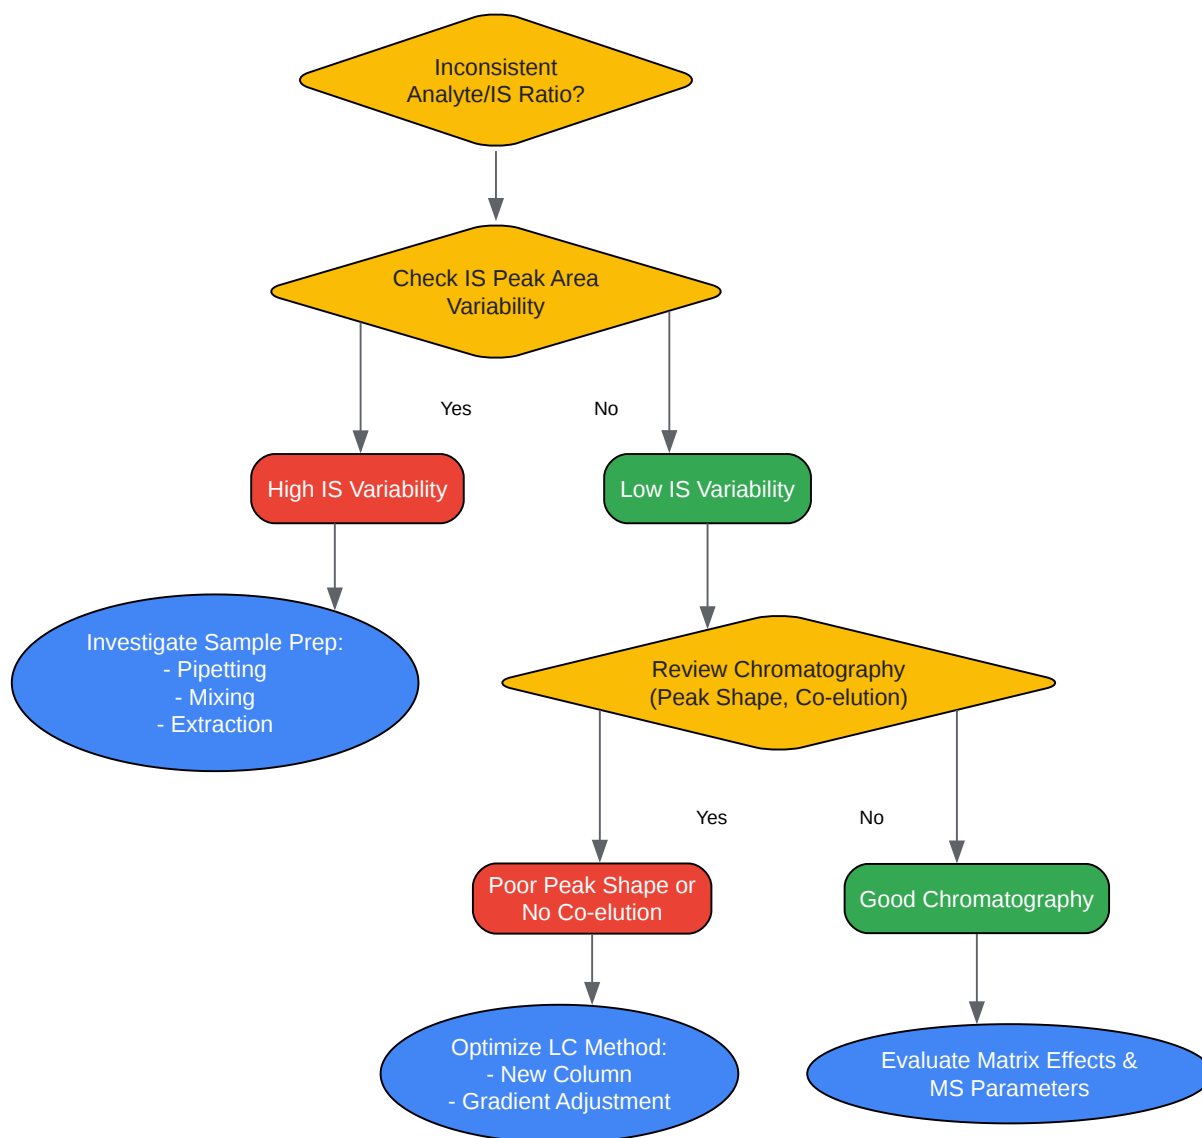 Inconsistent
Analyte/IS Ratio?
Check IS Peak Area
Variability
Yes
No
High IS Variability
Low IS Variability
Investigate Sample Prep:
- Pipetting
- Mixing
- Extraction
Review Chromatography
(Peak Shape, Co-elution)
Yes
No
Poor Peak Shape or
No Co-elution
Good Chromatography
Optimize LC Method:
- New Column
- Gradient Adjustment
Evaluate Matrix Effects &
MS Parameters